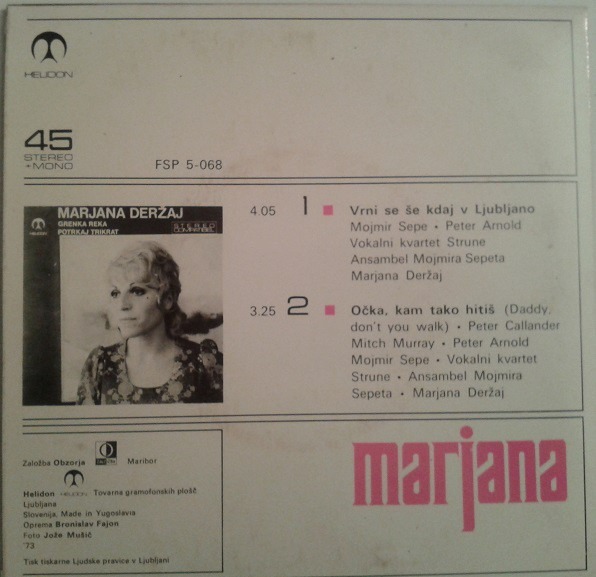 HELIDON
45
STEREO
+MONO
FSP 5-068
MARJANA DERŽAJ
GRENKA REKA
POTRKAJ TRIKRAT
STEREO
HELIDON
4.05 1 Vrni se še kdaj v Ljubljano
Mojmir Sepe • Peter Arnold
Vokalni kvartet Strune
Ansambel Mojmira Sepeta
Marjana Deržaj
3.25 2 Očka, kam tako hitiš (Daddy,
don't you walk) • Peter Callander
Mitch Murray • Peter Arnold
Mojmir Sepe • Vokalni kvartet
Strune • Ansambel Mojmira
Sepeta • Marjana Deržaj
marjana
Založba Obzorja Maribor
Helidon HELIDON Tovarna gramofonskih plošč
Ljubljana
Slovenija, Made in Yugoslavia
Oprema Bronislav Fajon
Foto Jože Mušič
'73
Tisk tiskarne Ljudske pravice v Ljubljani